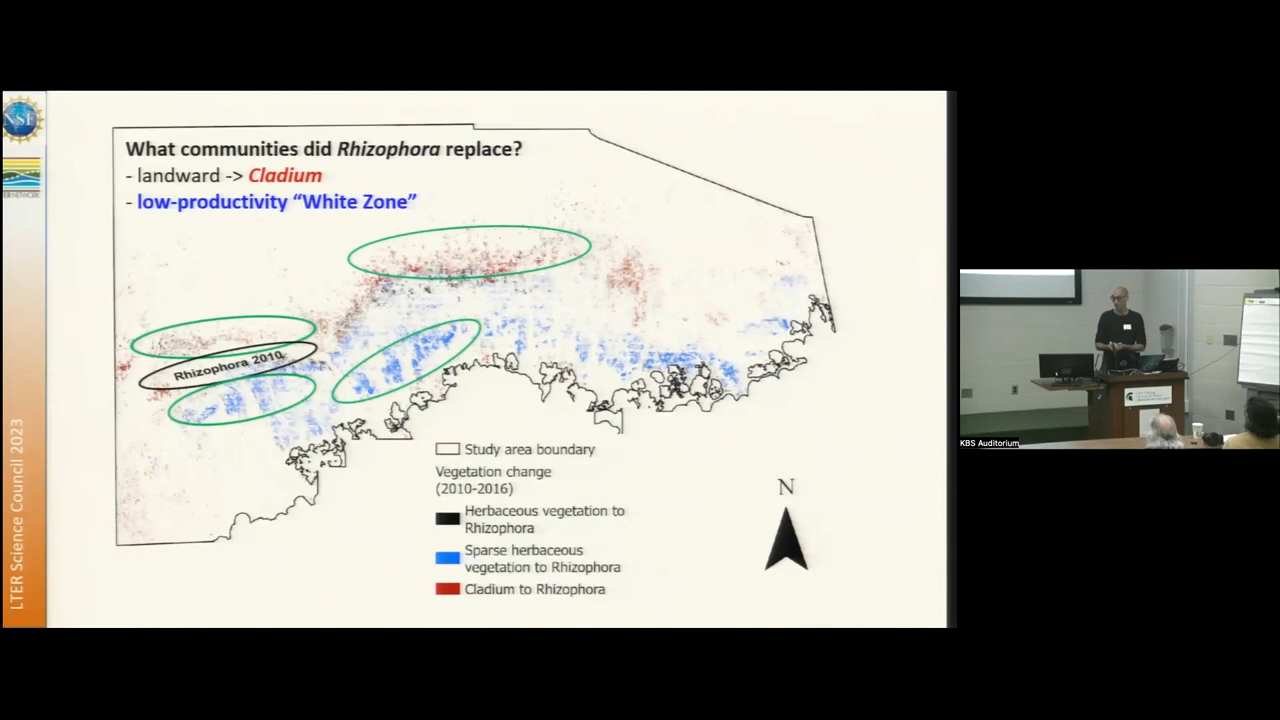 What communities did Rhizophora replace?
- landward -> Cladium
- low-productivity “White Zone”
Rhizophora 2010
Study area boundary
Vegetation change
(2010-2016)
Herbaceous vegetation to
Rhizophora
Sparse herbaceous
vegetation to Rhizophora
Cladium to Rhizophora
N
NSF
LTER Science Council 2023
KBS Auditorium